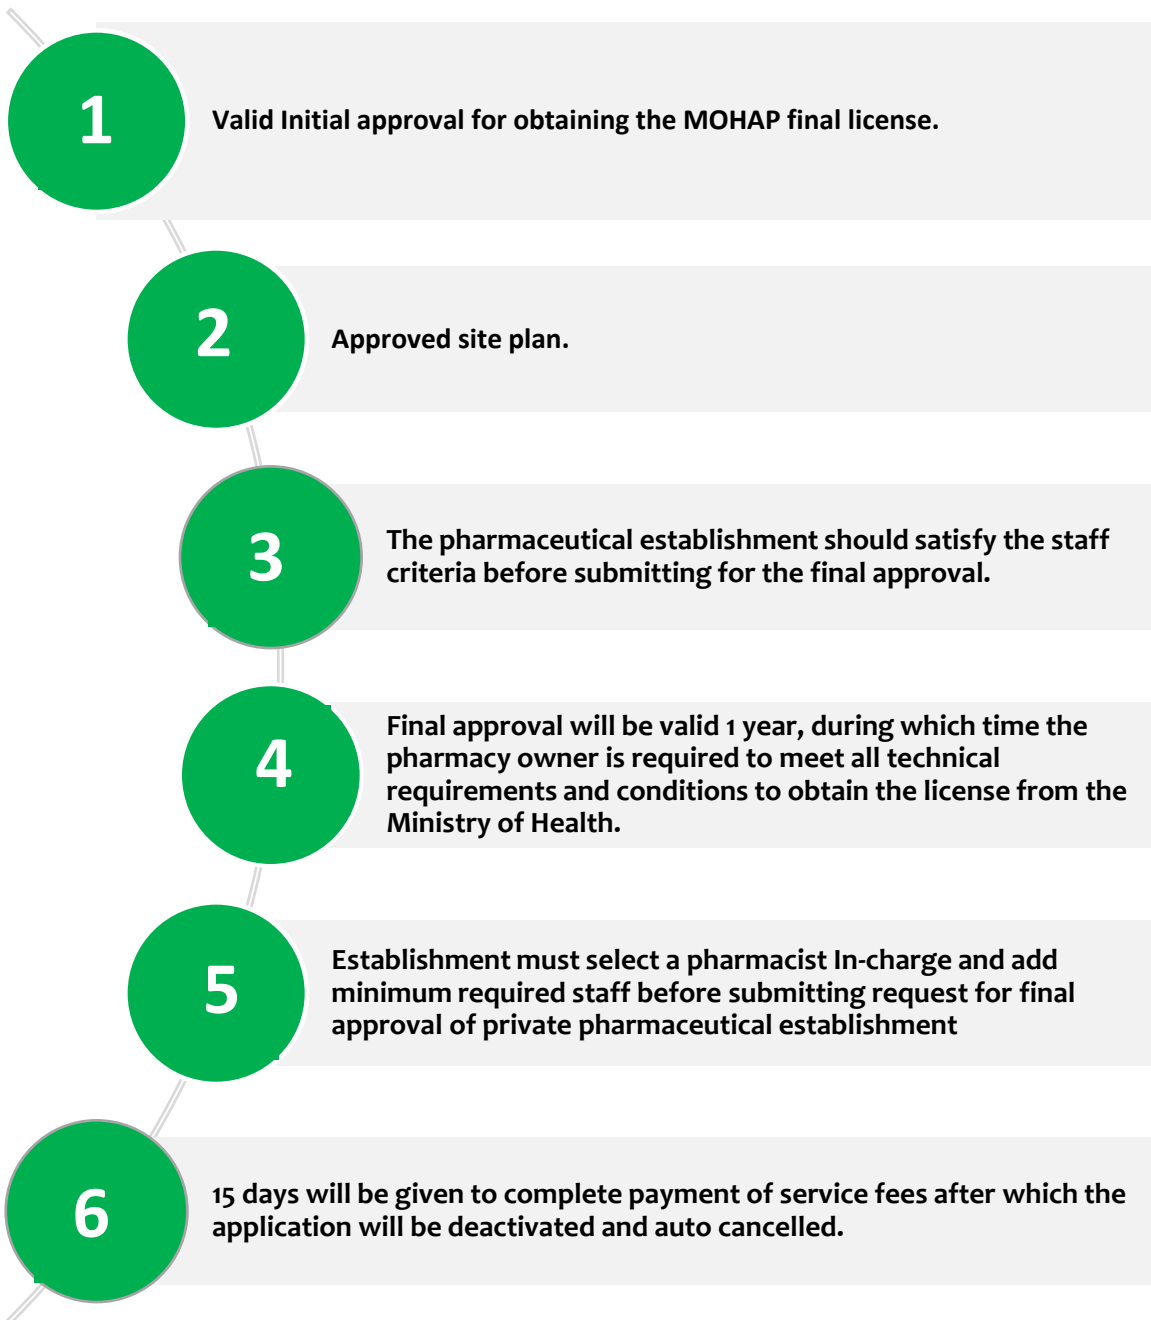 1
Valid Initial approval for obtaining the MOHAP final license.
2
Approved site plan.
3
The pharmaceutical establishment should satisfy the staff
criteria before submitting for the final approval.
4
Final approval will be valid 1 year, during which time the
pharmacy owner is required to meet all technical
requirements and conditions to obtain the license from the
Ministry of Health.
5
Establishment must select a pharmacist In-charge and add
minimum required staff before submitting request for final
approval of private pharmaceutical establishment
6
15 days will be given to complete payment of service fees after which the
application will be deactivated and auto cancelled.